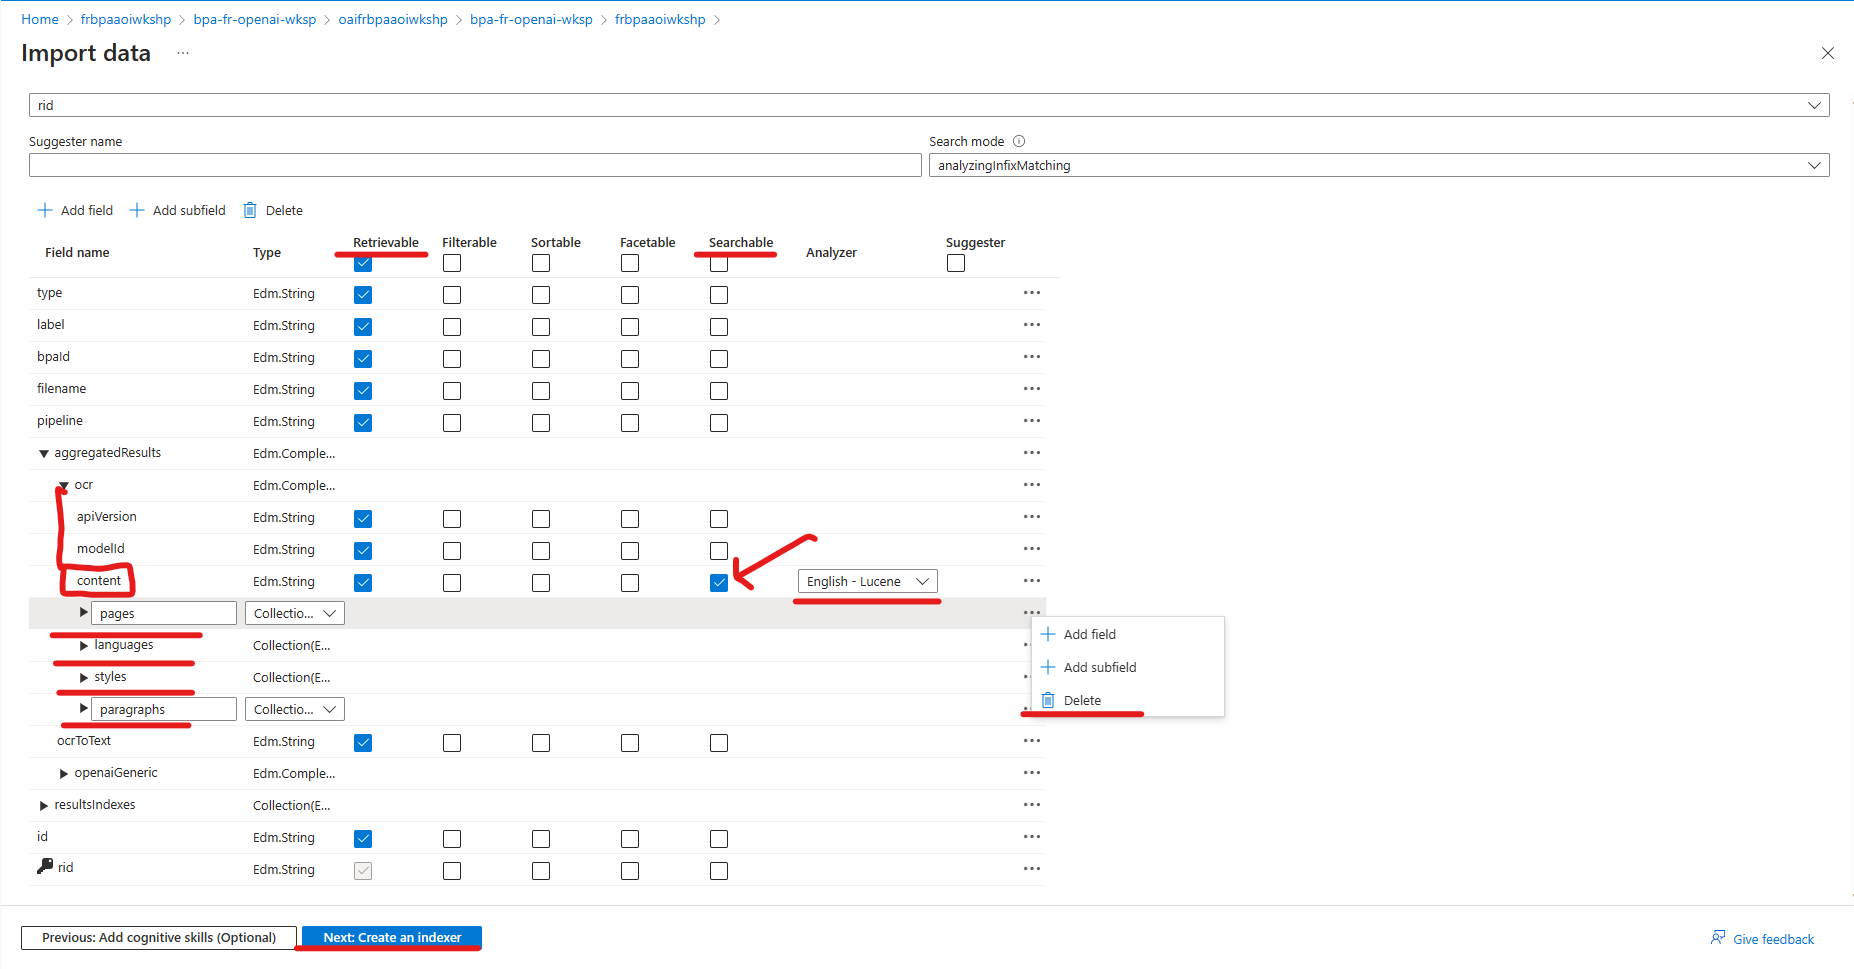 Home > frbpaaoiwkshp > bpa-fr-openai-wksp > oaifrbpaaoiwkshp > bpa-fr-openai-wksp > frbpaaoiwkshp >
Import data ...
rid
Suggester name
Search mode
analyzingInfixMatching
Add field Add subfield Delete
Field name Type Retrievable Filterable Sortable Facetable Searchable Analyzer Suggester
type Edm.String
label Edm.String
bpaId Edm.String
filename Edm.String
pipeline Edm.String
aggregatedResults Edm.Comple...
ocr Edm.Comple...
apiVersion Edm.String
modelId Edm.String
content Edm.String English - Lucene
pages Collectio...
Add field
languages Collection(E...
Add subfield
styles Collection(E...
Delete
paragraphs Collectio...
ocrToText Edm.String
openaiGeneric Edm.Comple...
resultsIndexes Collection(E...
id Edm.String
rid Edm.String
Previous: Add cognitive skills (Optional) Next: Create an indexer
Give feedback